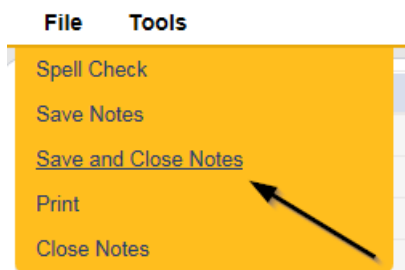 File Tools
Spell Check
Save Notes
Save and Close Notes
Print
Close Notes